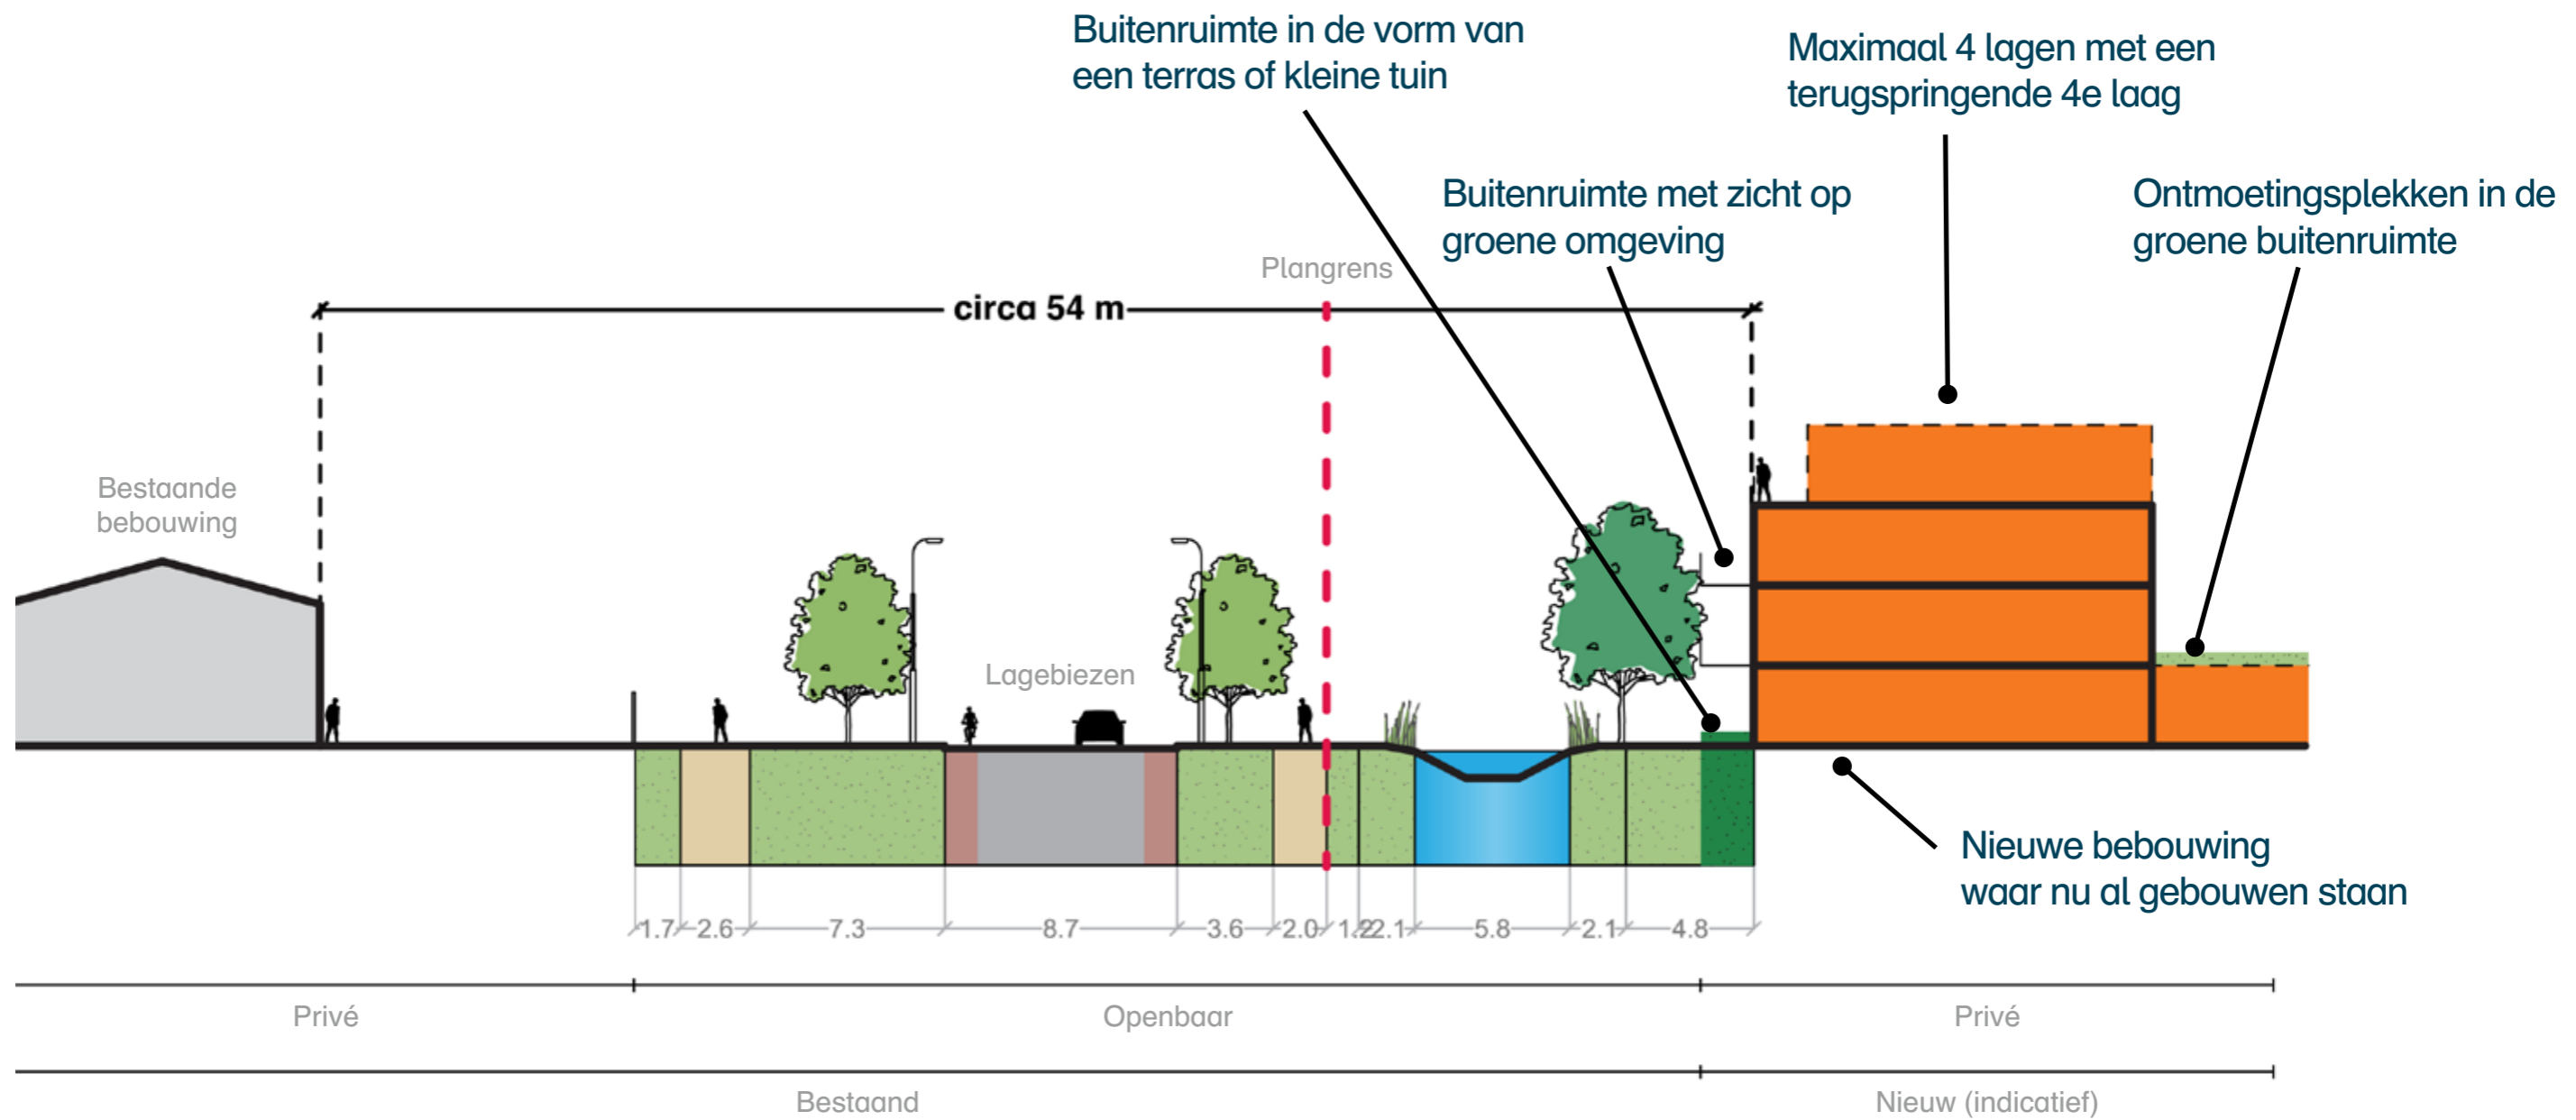 Buitenruimte in de vorm van
een terras of kleine tuin
Maximaal 4 lagen met een
terugspringende 4e laag
Buitenruimte met zicht op
groene omgeving
Ontmoetingsplekken in de
groene buitenruimte
Plangrens
circa 54 m
Bestaande
bebouwing
Lagebiezen
Nieuwe bebouwing
waar nu al gebouwen staan
1.7 2.6 7.3 8.7 3.6 2.0 1.2 2.1 5.8 2.1 4.8
Privé Openbaar Privé
Bestaand Nieuw (indicatief)